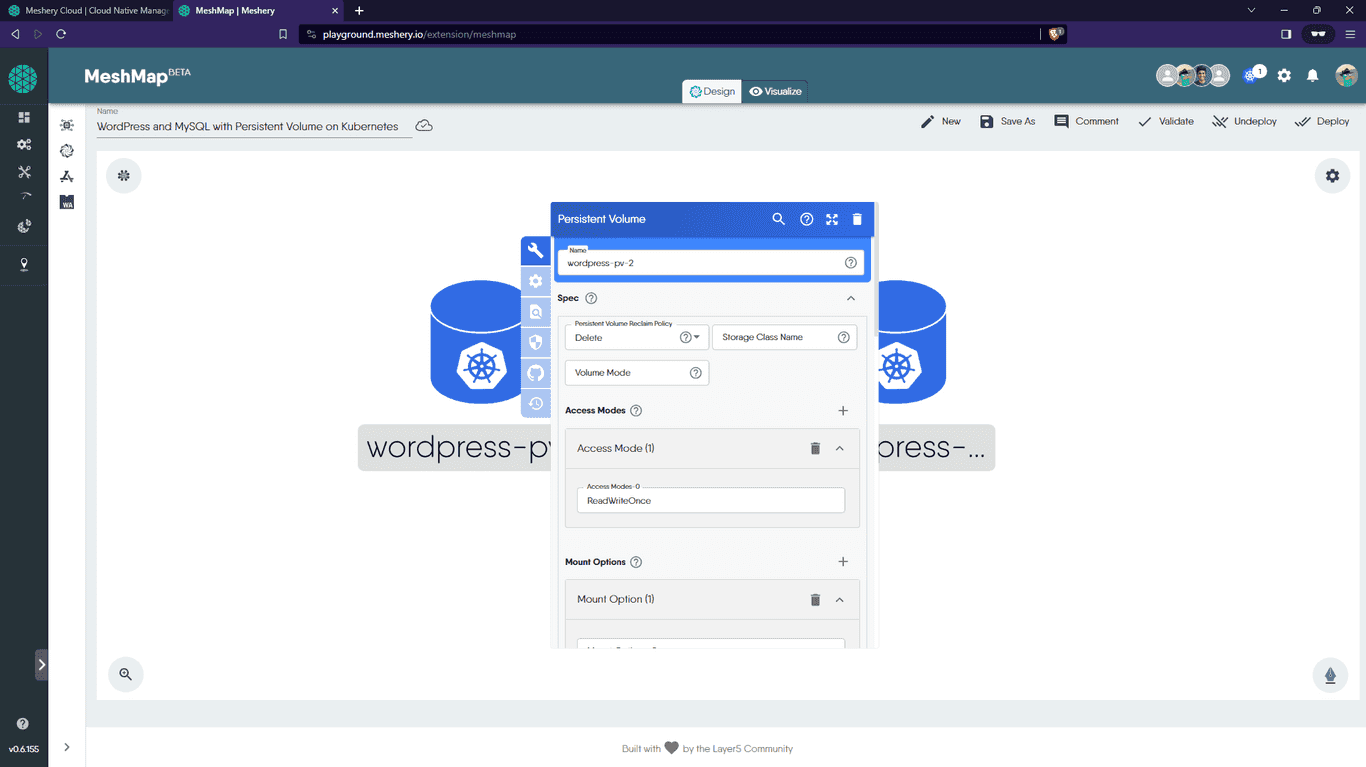 Meshery Cloud | Cloud Native Manag
MeshMap | Meshery
playground.meshery.io/extension/meshmap
1
MeshMap BETA
Design
Visualize
1
Name
WordPress and MySQL with Persistent Volume on Kubernetes
New
Save As
Comment
Validate
Undeploy
Deploy
WA
Persistent Volume
Name
wordpress-pv-2
Spec
Persistent Volume Reclaim Policy
Delete
Storage Class Name
Volume Mode
Access Modes
Access Mode (1)
wordpress-pv
press-...
Access Modes-0
ReadWriteOnce
Mount Options
Mount Option (1)
v0.6.155
Built with by the Layer5 Community